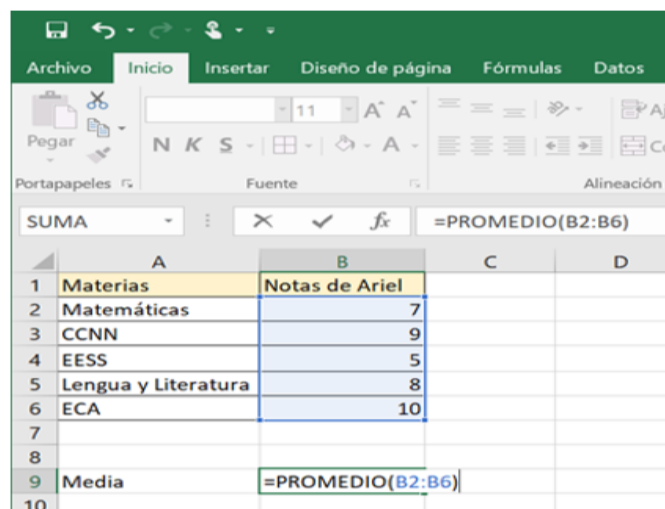 Archivo Inicio Insertar Diseño de página Fórmulas Datos
11 A A
Pegar
N K S A
Portapapeles Fuente Alineación
SUMA fx =PROMEDIO(B2:B6)
A B C D
1 Materias Notas de Ariel
2 Matemáticas 7
3 CCNN 9
4 EESS 5
5 Lengua y Literatura 8
6 ECA 10
7
8
9 Media =PROMEDIO(B2:B6)
10